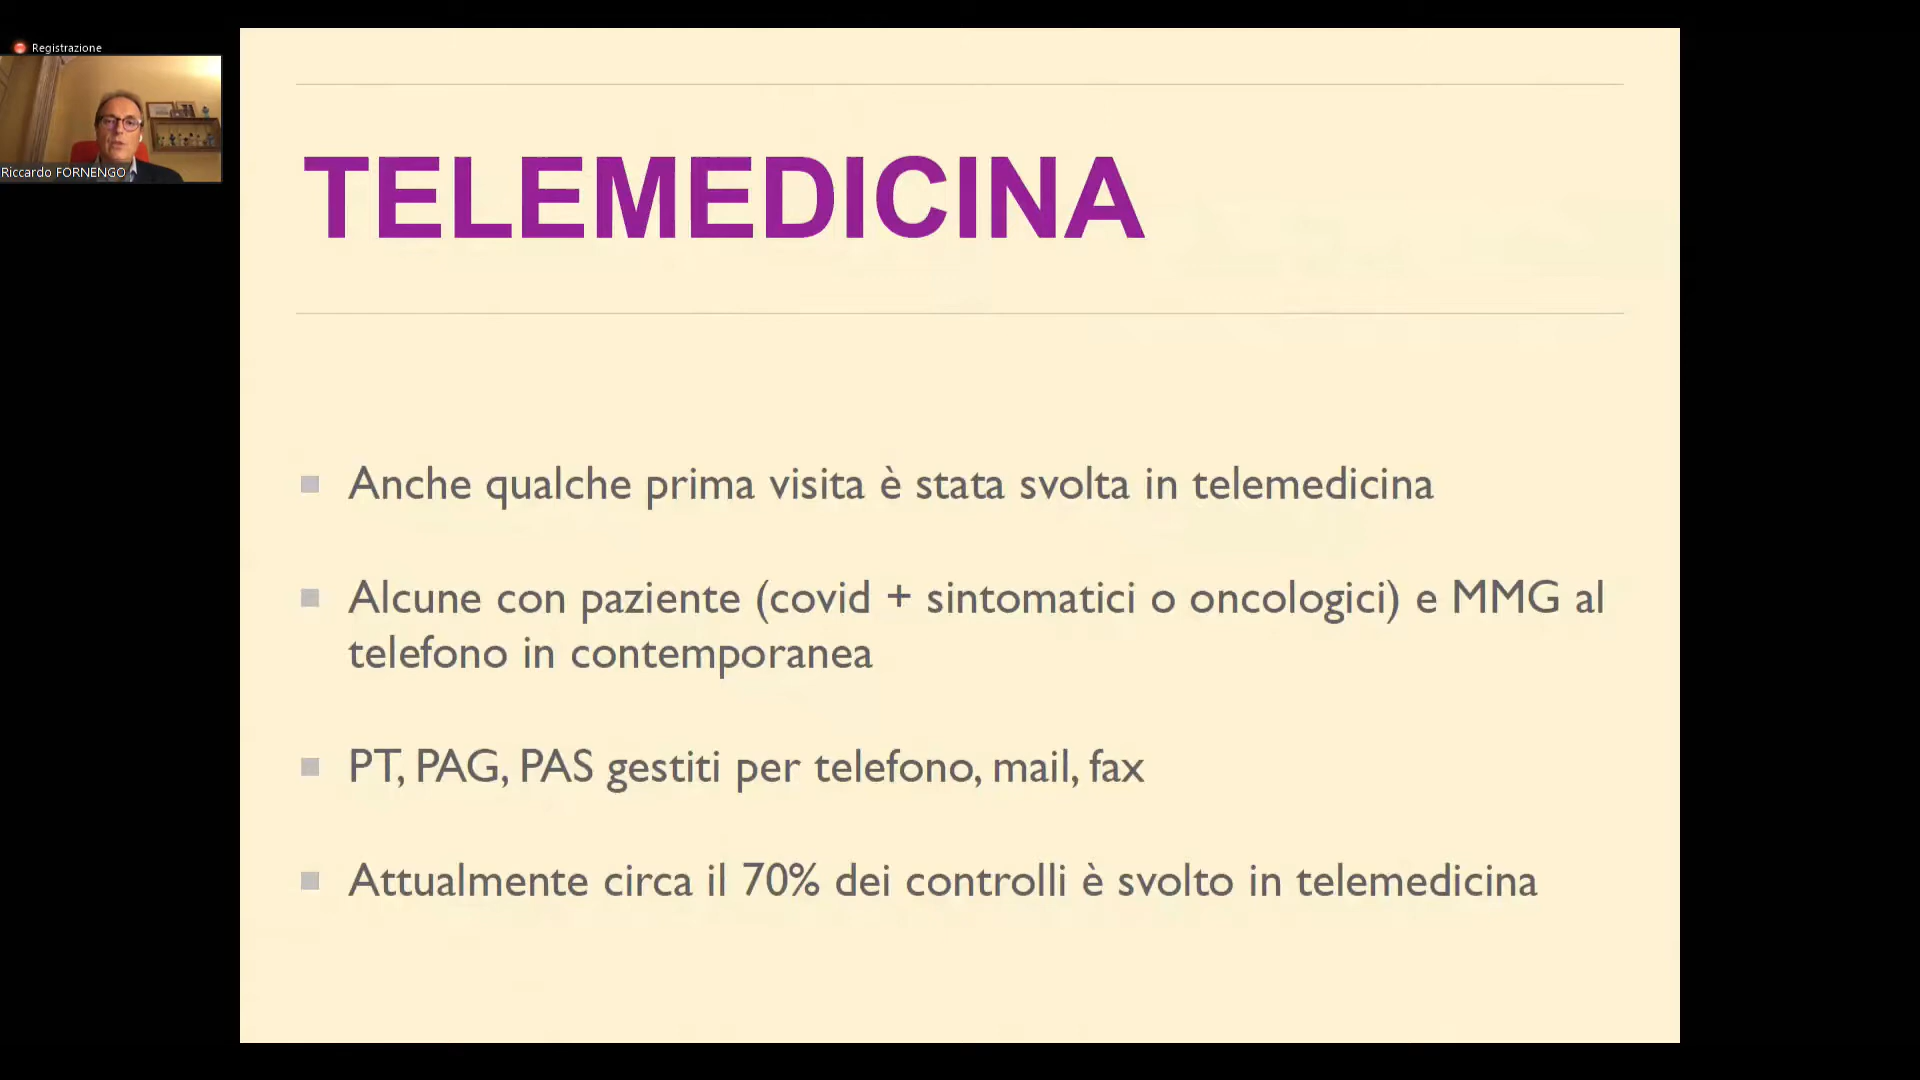 Registrazione
Riccardo FORNENGO
TELEMEDICINA
Anche qualche prima visita è stata svolta in telemedicina
Alcune con paziente (covid + sintomatici o oncologici) e MMG al
telefono in contemporanea
PT, PAG, PAS gestiti per telefono, mail, fax
Attualmente circa il 70% dei controlli è svolto in telemedicina